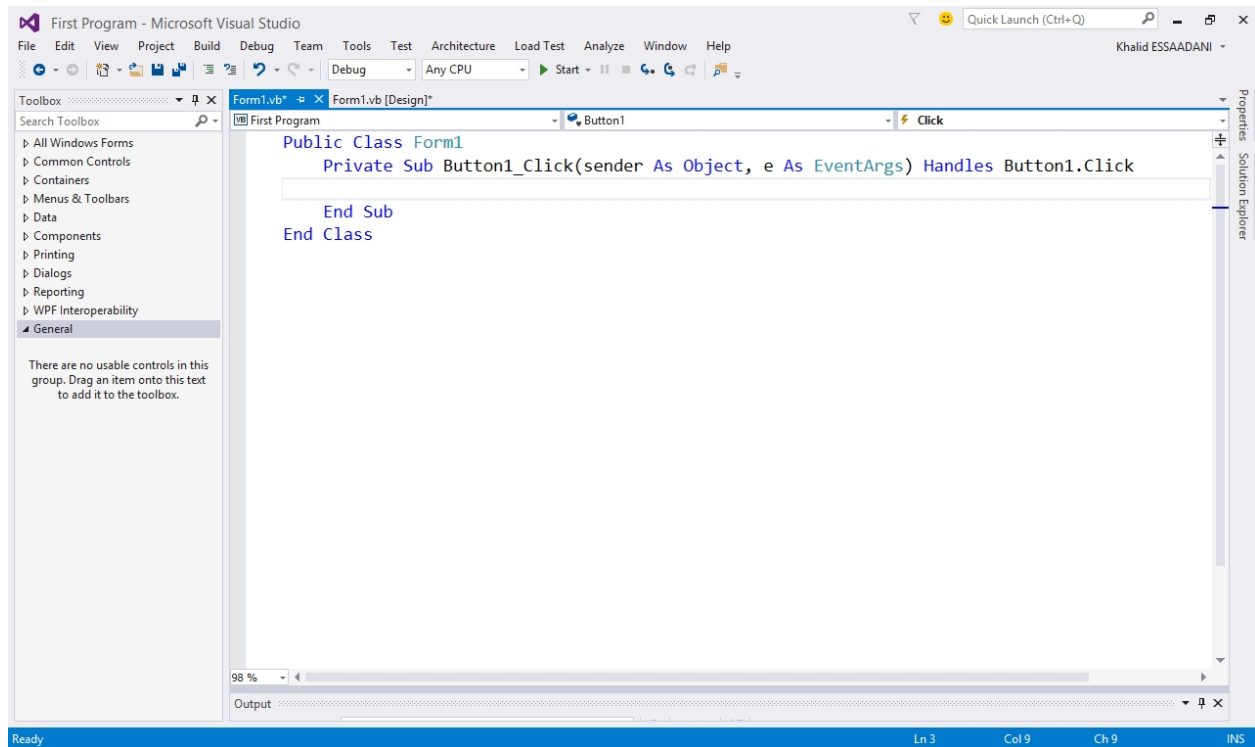 First Program - Microsoft Visual Studio
Quick Launch (Ctrl+Q)
File Edit View Project Build Debug Team Tools Test Architecture Load Test Analyze Window Help
Khalid ESSAADANI
Debug Any CPU Start
Toolbox
Form1.vb* Form1.vb [Design]*
Search Toolbox
VB First Program Button1 Click
All Windows Forms
Common Controls
Containers
Menus & Toolbars
Data
Components
Printing
Dialogs
Reporting
WPF Interoperability
General
There are no usable controls in this
group. Drag an item onto this text
to add it to the toolbox.
Public Class Form1
Private Sub Button1_Click(sender As Object, e As EventArgs) Handles Button1.Click
End Sub
End Class
Properties
Solution Explorer
98 %
Output
Ready Ln 3 Col 9 Ch 9 INS